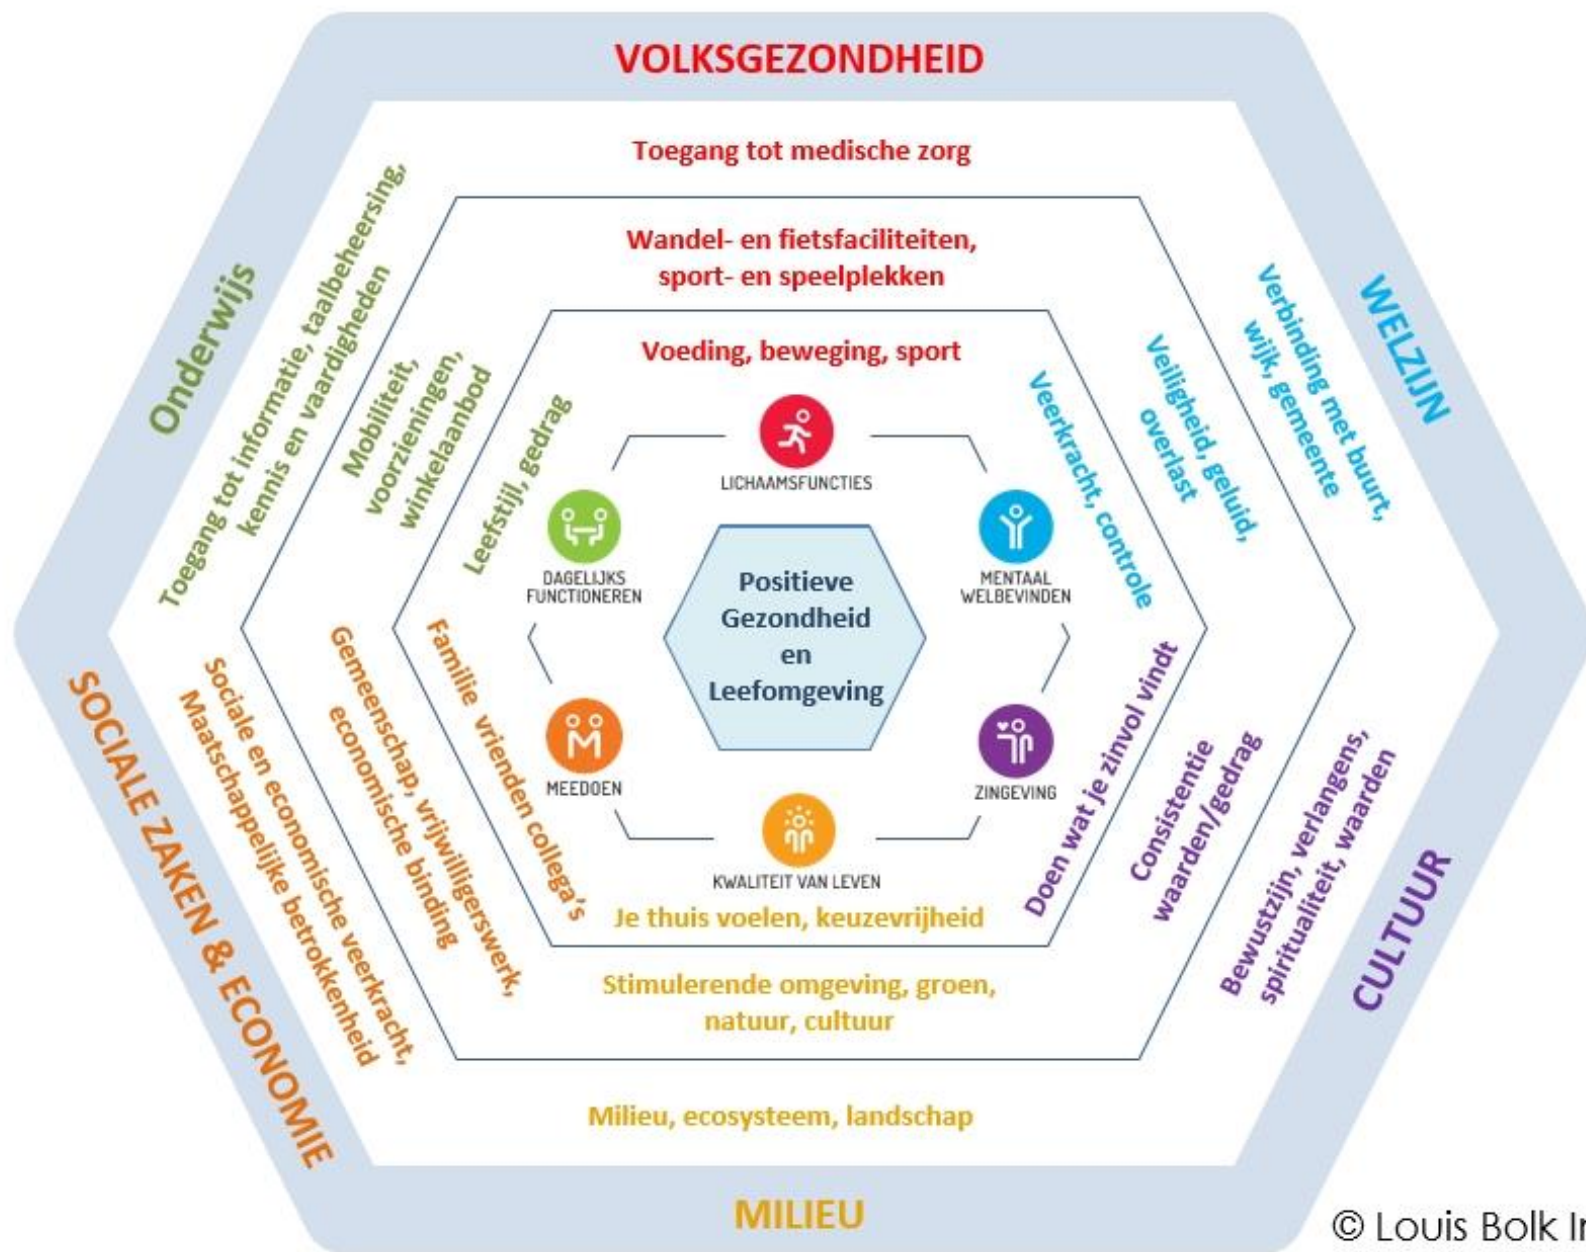 VOLKSGEZONDHEID
Toegang tot medische zorg
Wandel- en fietsfaciliteiten,
sport- en speelplekken
Voeding, beweging, sport
LICHAAMSFUNCTIES
WELZIJN
Verbinding met buurt,
wijk, gemeente
Veiligheid, geluid,
overlast
Veerkracht, controle
MENTAAL
WELBEVINDEN
CULTUUR
Bewustzijn, verlangens,
spiritualiteit, waarden
Consistentie
waarden/gedrag
Doen wat je zinvol vindt
ZINGEVING
KWALITEIT VAN LEVEN
Je thuis voelen, keuzevrijheid
Stimulerende omgeving, groen,
natuur, cultuur
Milieu, ecosysteem, landschap
MILIEU
SOCIALE ZAKEN & ECONOMIE
Sociale en economische veerkracht,
Maatschappelijke betrokkenheid
Gemeenschap, vrijwilligerswerk,
economische binding
Familie vrienden collega's
MEEDOEN
Onderwijs
Toegang tot informatie, taalbeheersing,
kennis en vaardigheden
Mobiliteit,
voorzieningen,
winkelaanbod
Leefstijl, gedrag
DAGELIJKS
FUNCTIONEREN
Positieve
Gezondheid
en
Leefomgeving
© Louis Bolk